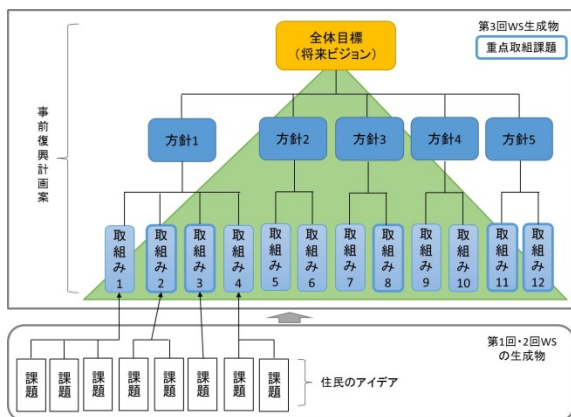 第3回WS生成物
重点取組課題
全体目標
(将来ビジョン)
事前復興計画案
方針1
方針2
方針3
方針4
方針5
取組み1
取組み2
取組み3
取組み4
取組み5
取組み6
取組み7
取組み8
取組み9
取組み10
取組み11
取組み12
第1回・2回WS
の生成物
課題
課題
課題
課題
課題
課題
課題
課題
住民のアイデア